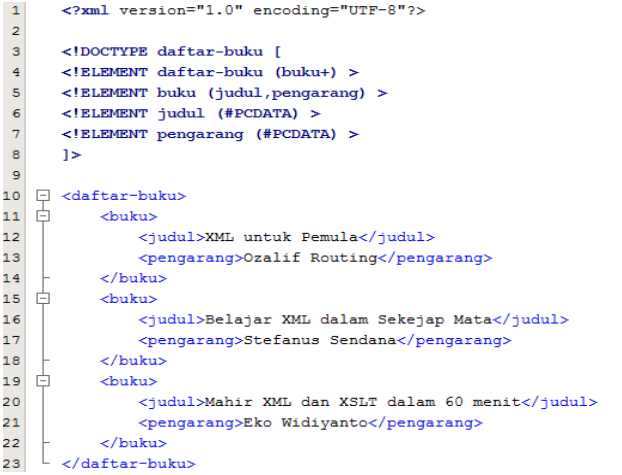 1 <?xml version="1.0" encoding="UTF-8"?>
2
3 <!DOCTYPE daftar-buku [
4 <!ELEMENT daftar-buku (buku+) >
5 <!ELEMENT buku (judul,pengarang) >
6 <!ELEMENT judul (#PCDATA) >
7 <!ELEMENT pengarang (#PCDATA) >
8 ]>
9
10 <daftar-buku>
11 <buku>
12 <judul>XML untuk Pemula</judul>
13 <pengarang>Ozalif Routing</pengarang>
14 </buku>
15 <buku>
16 <judul>Belajar XML dalam Sekejap Mata</judul>
17 <pengarang>Stefanus Sendana</pengarang>
18 </buku>
19 <buku>
20 <judul>Mahir XML dan XSLT dalam 60 menit</judul>
21 <pengarang>Eko Widiyanto</pengarang>
22 </buku>
23 </daftar-buku>